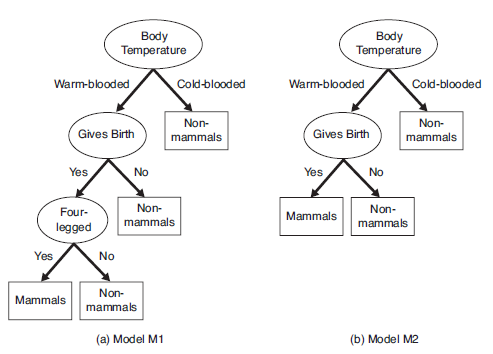 Body
Temperature
Warm-blooded
Cold-blooded
Gives Birth
Non-
mammals
Yes
No
Four-
legged
Non-
mammals
Yes
No
Mammals
Non-
mammals
(a) Model M1
Body
Temperature
Warm-blooded
Cold-blooded
Gives Birth
Non-
mammals
Yes
No
Mammals
Non-
mammals
(b) Model M2